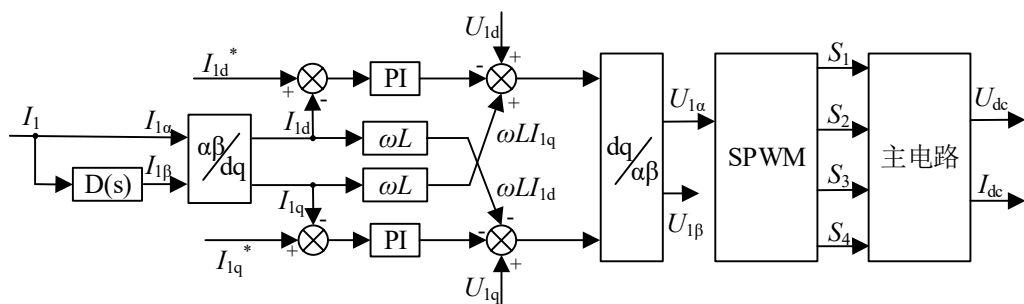 U1d
I1d* + - PI - + +
I1 I1α I1d ωL ωLI1q
αβ/dq
D(s) I1β I1q ωL ωLI1d
I1q* + - PI - - +
U1q
dq/αβ
U1α
U1β
SPWM
S1
S2
S3
S4
主电路
Udc
Idc